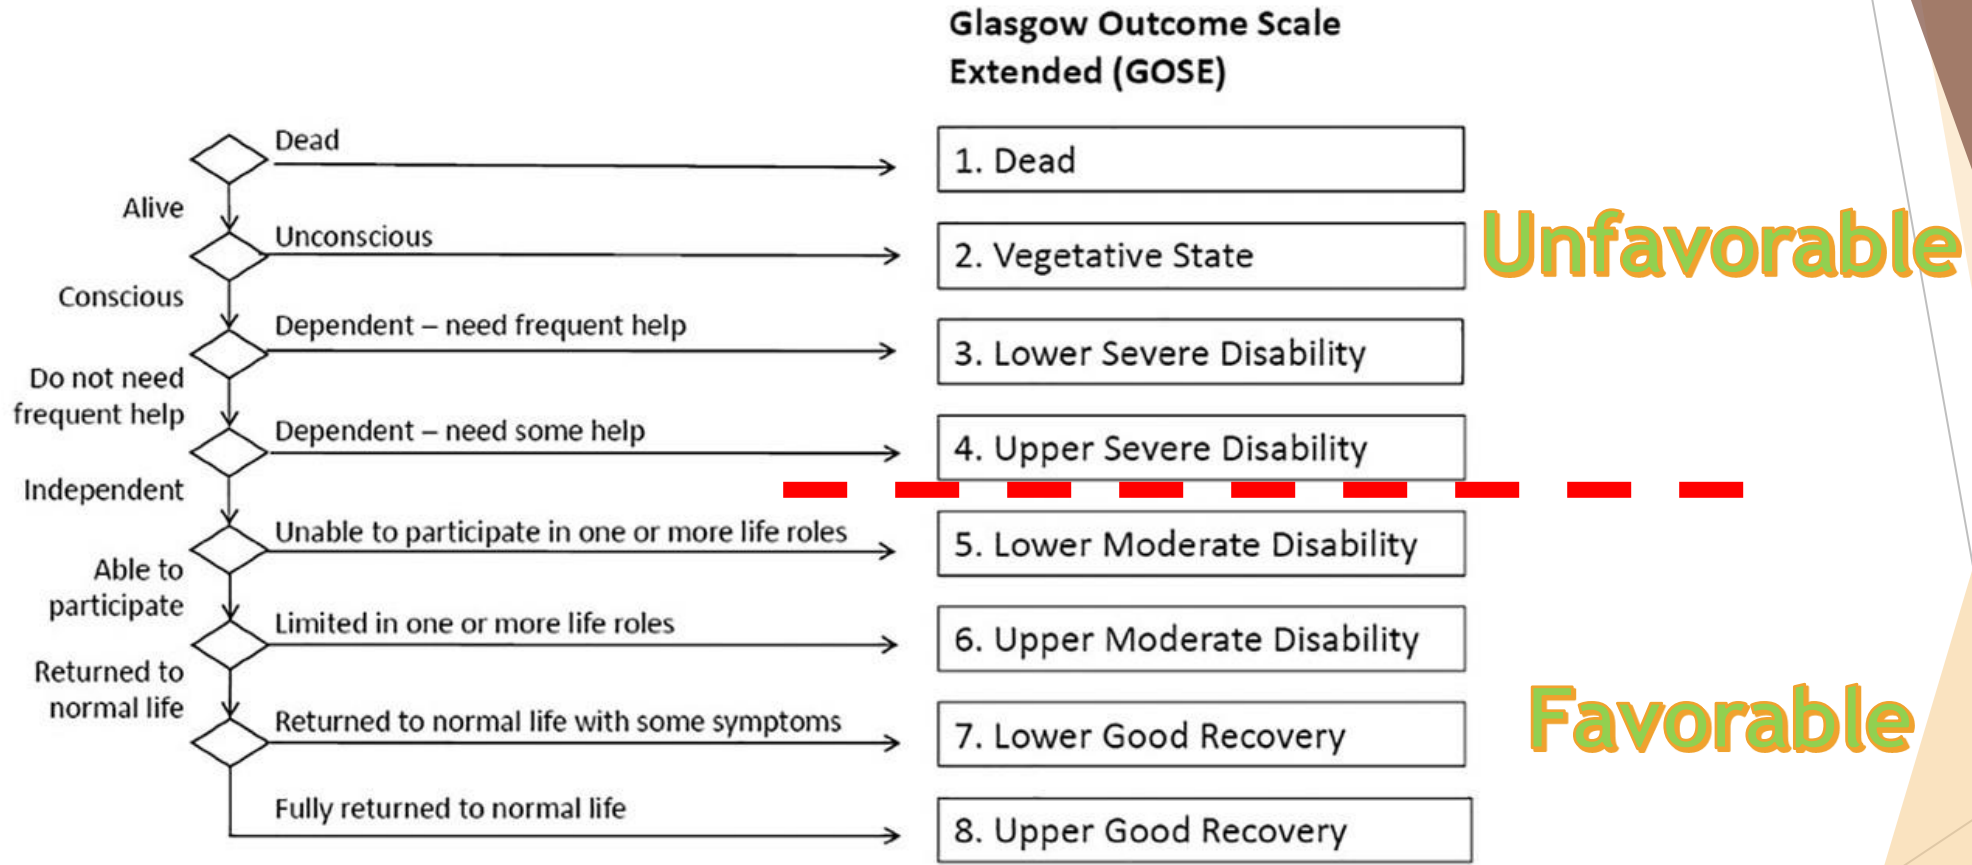 Glasgow Outcome Scale
Extended (GOSE)
Dead
1. Dead
Alive
Unconscious
2. Vegetative State
Unfavorable
Conscious
Dependent – need frequent help
3. Lower Severe Disability
Do not need
frequent help
Dependent – need some help
4. Upper Severe Disability
Independent
Unable to participate in one or more life roles
5. Lower Moderate Disability
Able to
participate
Limited in one or more life roles
6. Upper Moderate Disability
Returned to
normal life
Favorable
Returned to normal life with some symptoms
7. Lower Good Recovery
Fully returned to normal life
8. Upper Good Recovery